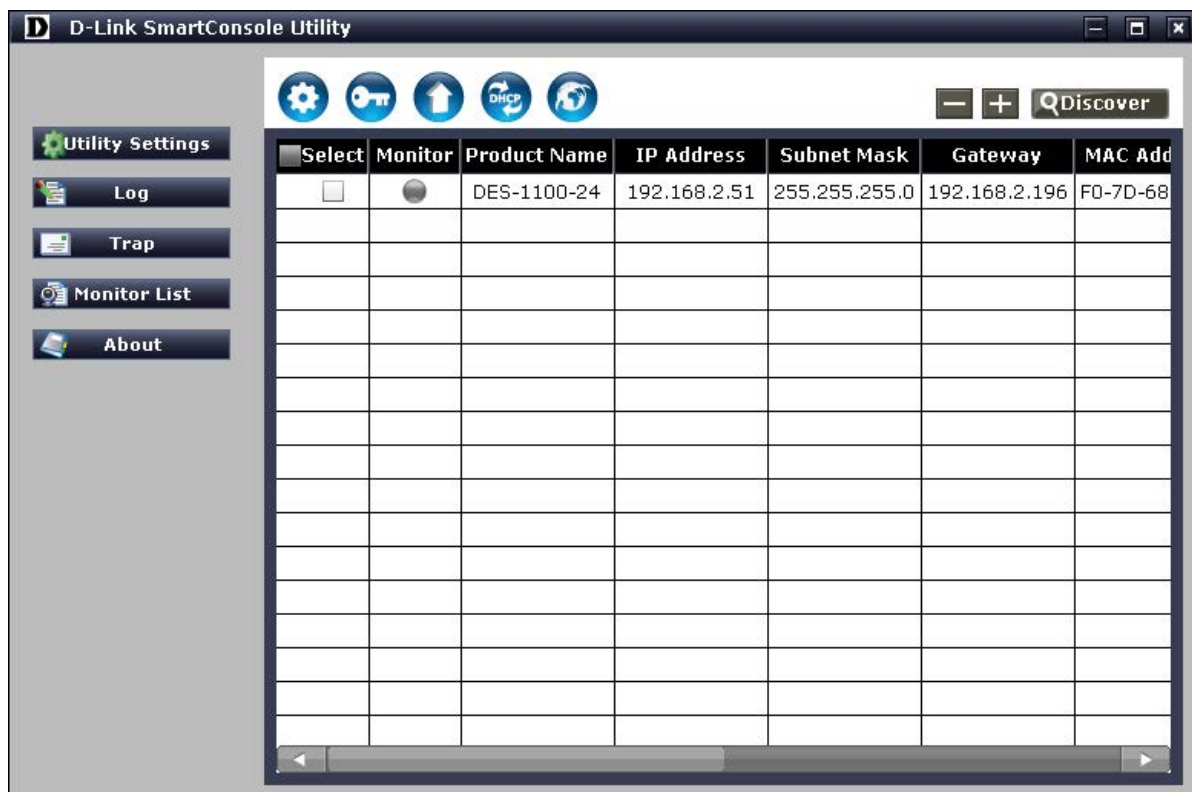 D D-Link SmartConsole Utility
DHCP
Discover
Utility Settings
Log
Trap
Monitor List
About
Select Monitor Product Name IP Address Subnet Mask Gateway MAC Add
DES-1100-24 192.168.2.51 255.255.255.0 192.168.2.196 F0-7D-68